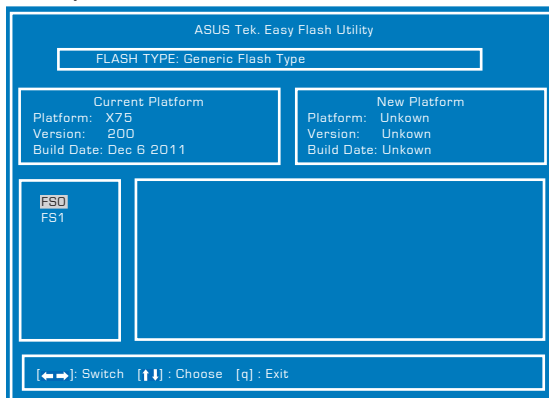 ASUS Tek. Easy Flash Utility
FLASH TYPE: Generic Flash Type
Current Platform
Platform: X75
Version: 200
Build Date: Dec 6 2011
New Platform
Platform: Unkown
Version: Unkown
Build Date: Unkown
FS0
FS1
[←→]: Switch [↑↓] : Choose [q] : Exit